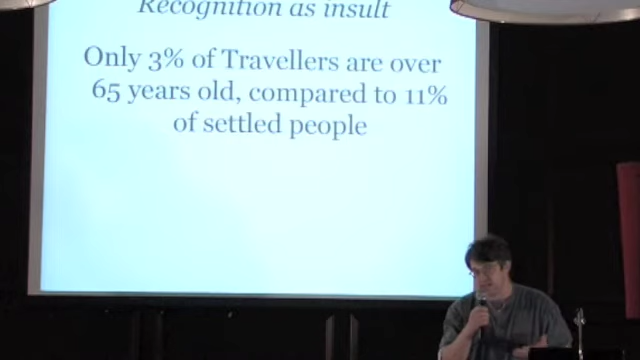 Recognition as insult
Only 3% of Travellers are over
65 years old, compared to 11%
of settled people